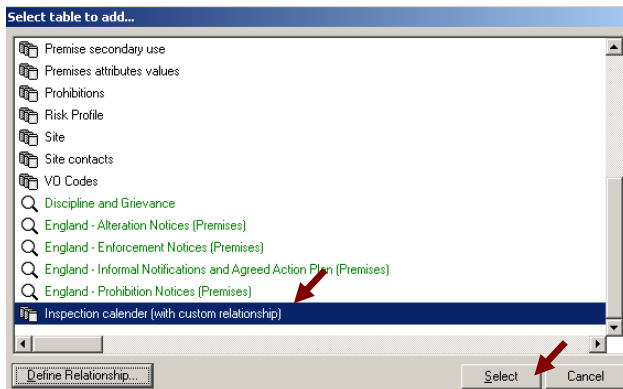 Select table to add...
Premise secondary use
Premises attributes values
Prohibitions
Risk Profile
Site
Site contacts
VO Codes
Discipline and Grievance
England - Alteration Notices (Premises)
England - Enforcement Notices (Premises)
England - Informal Notifications and Agreed Action Plan (Premises)
England - Prohibition Notices (Premises)
Inspection calender (with custom relationship)
Define Relationship... Select Cancel